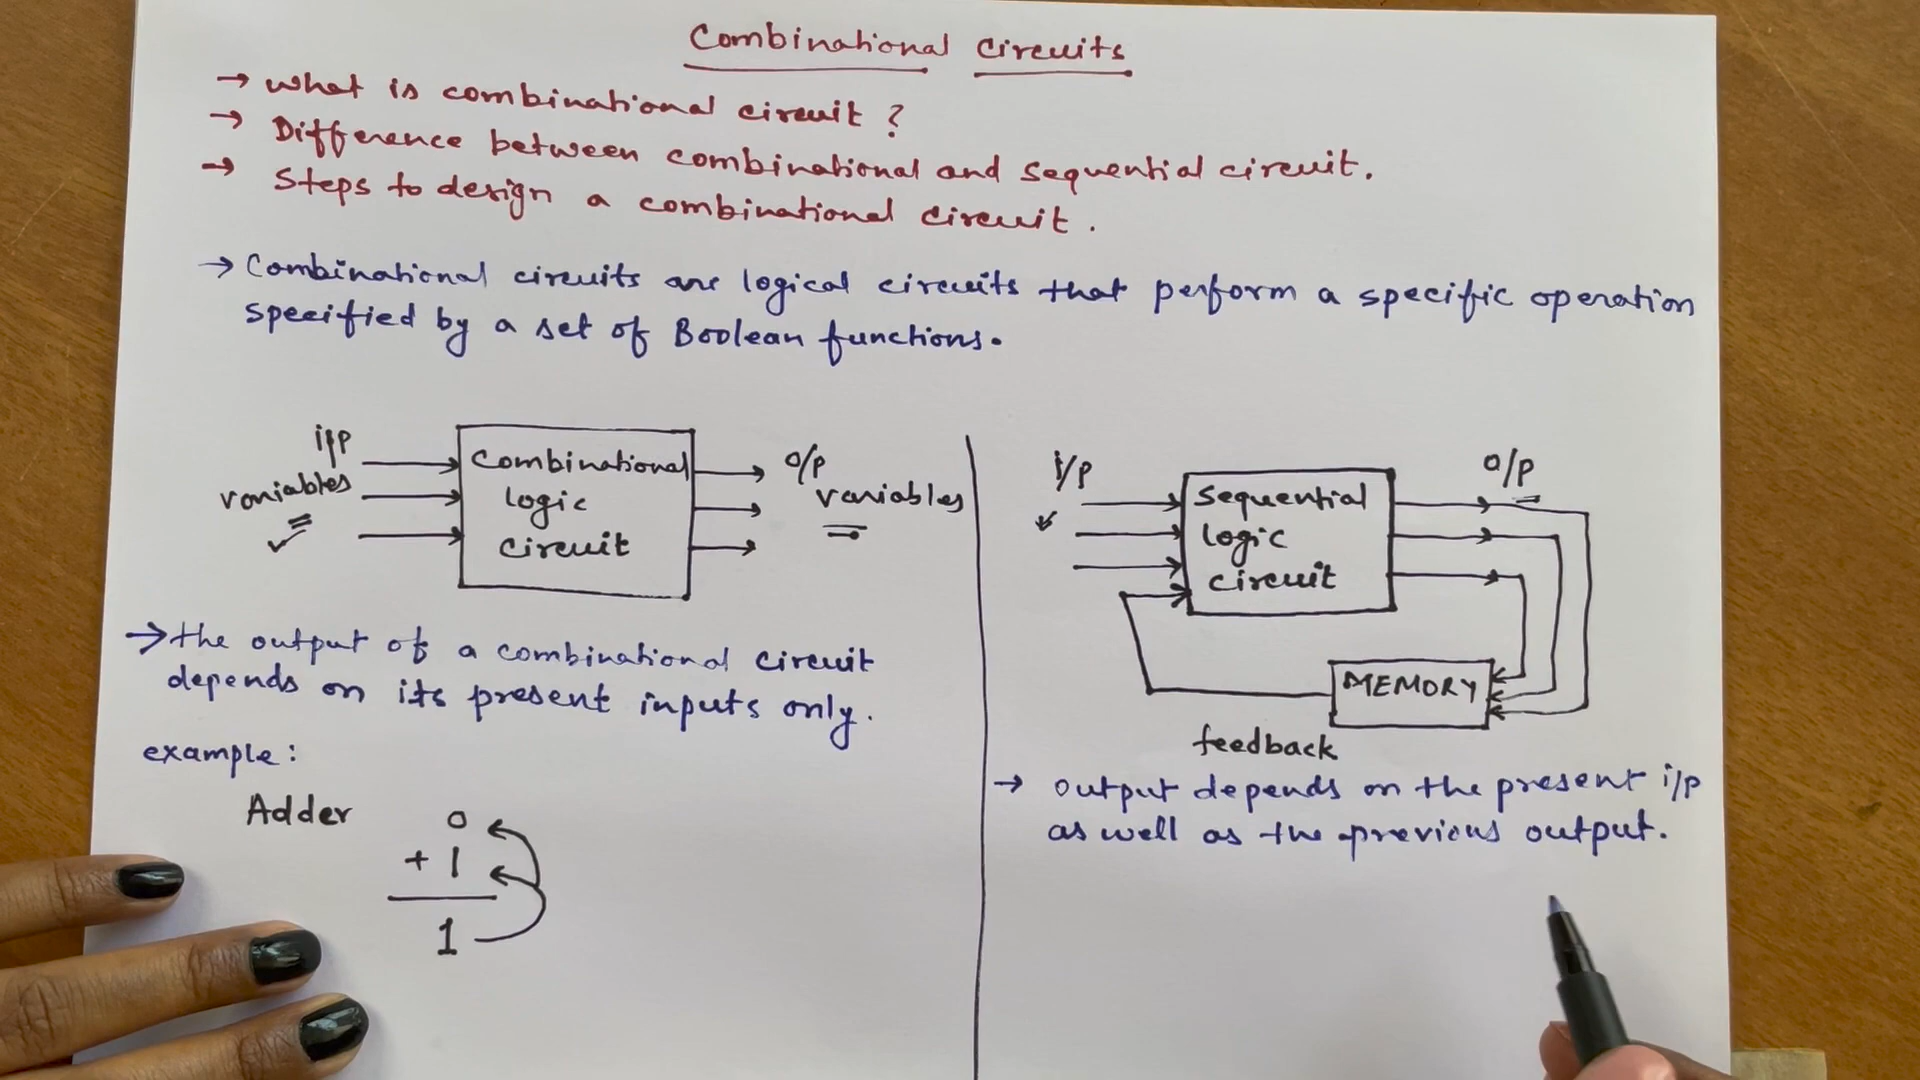 Combinational Circuits
→ What is combinational circuit ?
→ Difference between combinational and sequential circuit.
→ Steps to design a combinational circuit.
→ Combinational circuits are logical circuits that perform a specific operation
specified by a set of Boolean functions.
i/p
variables
Combinational
logic
circuit
o/p
variables
→ the output of a combinational circuit
depends on its present inputs only.
example:
Adder
0
+ 1
1
i/p
Sequential
logic
circuit
o/p
MEMORY
feedback
→ Output depends on the present i/p
as well as the previous output.